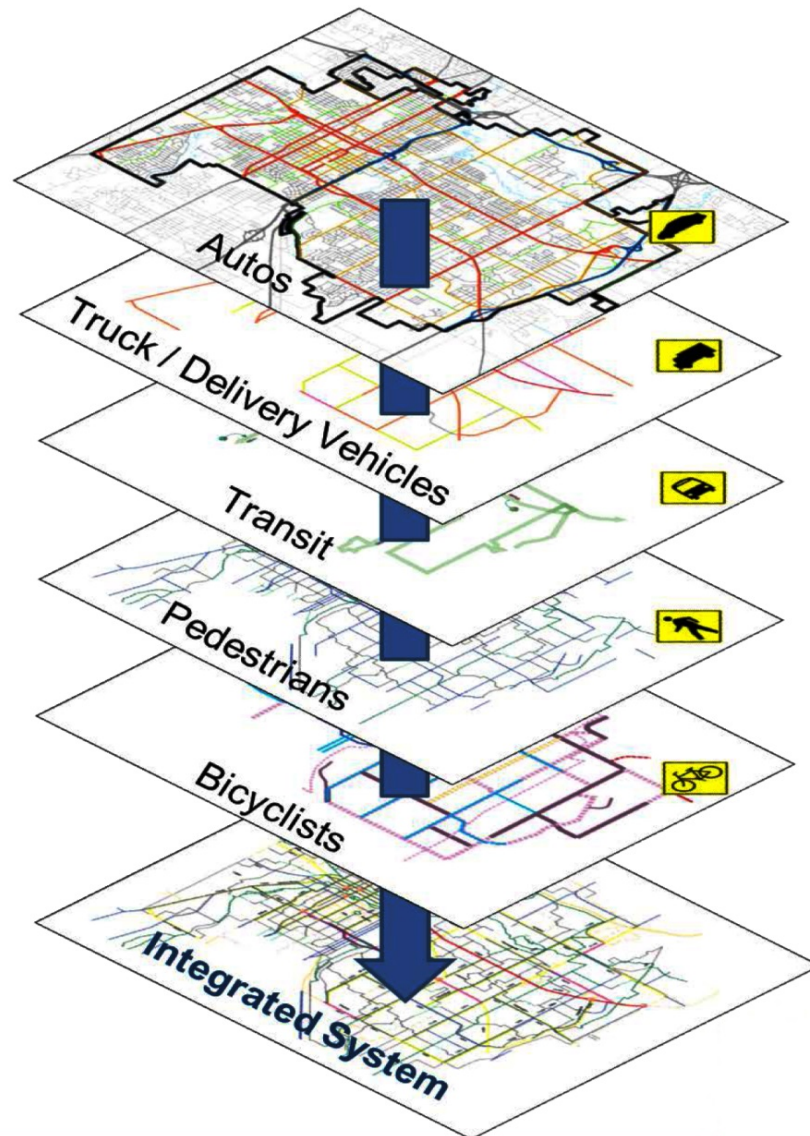 Autos
Truck / Delivery Vehicles
Transit
Pedestrians
Bicyclists
Integrated System